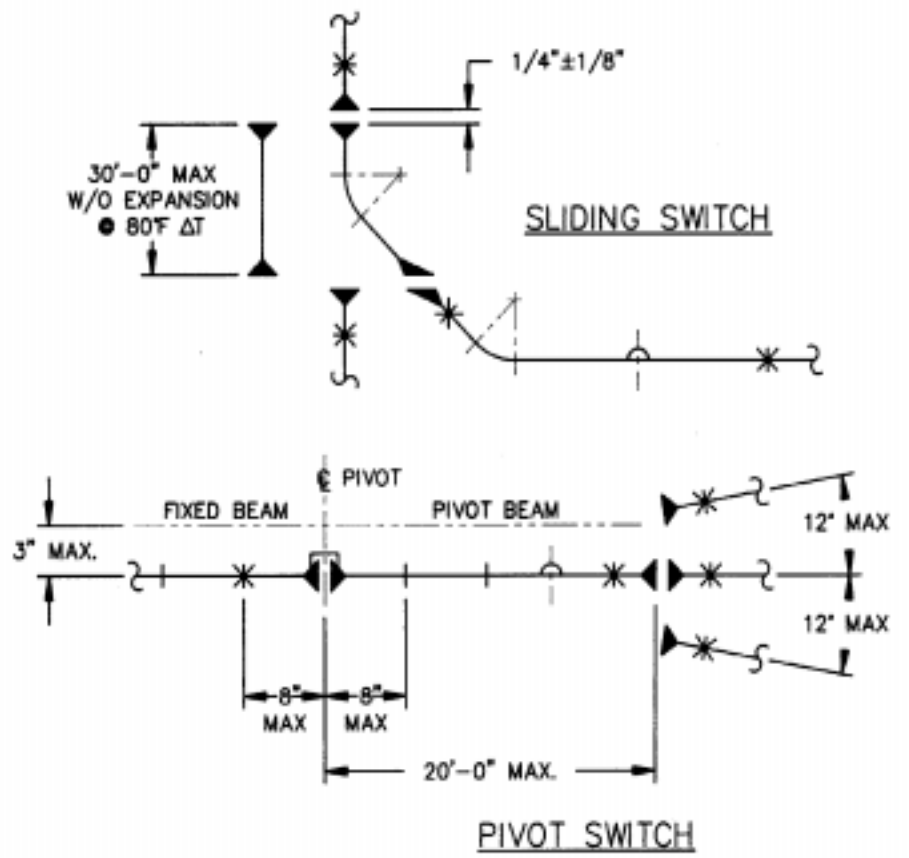 1/4"±1/8"
30'-0" MAX
W/O EXPANSION
@ 80°F ΔT
SLIDING SWITCH
℄ PIVOT
FIXED BEAM
PIVOT BEAM
3" MAX.
12" MAX
12" MAX
8"
MAX
8"
MAX
20'-0" MAX.
PIVOT SWITCH